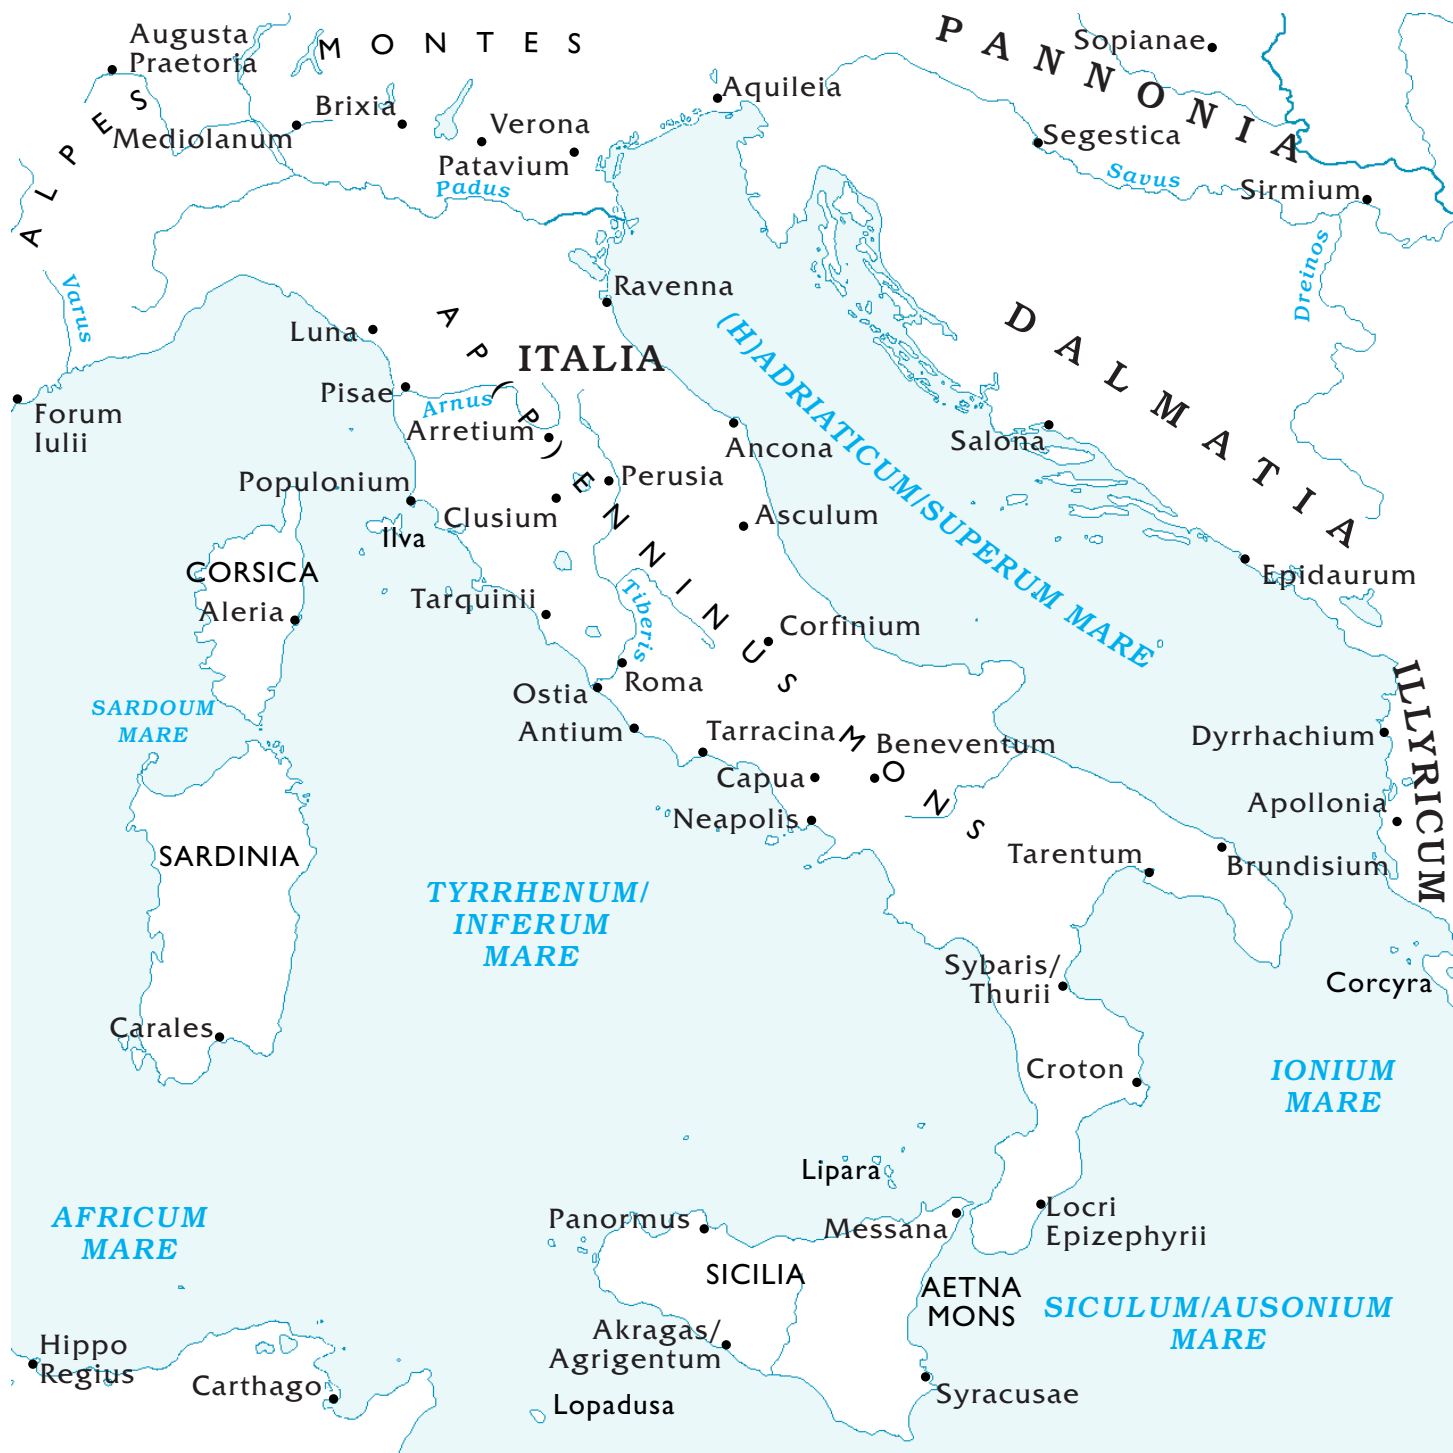 Augusta
Praetoria
MONTES
ALPES
Mediolanum
Brixia
Verona
Patavium
Padus
Aquileia
Sopianae
PANNONIA
Segestica
Savus
Sirmium
Dreinos
DALMATIA
Varus
Forum
Iulii
Luna
Pisae
Ravenna
ITALIA
AP(P)ENNINUS MONS
Arnus
Arretium
Ancona
(H)ADRIATICUM/SUPERUM MARE
Salona
Populonium
Perusia
Clusium
Asculum
Ilva
CORSICA
Aleria
Tarquinii
Tiberis
Corfinium
Epidaurum
Roma
Ostia
Antium
SARDOUM
MARE
Tarracina
Beneventum
Capua
Neapolis
ILLYRICUM
Dyrrhachium
Apollonia
Tarentum
Brundisium
SARDINIA
TYRRHENUM/
INFERUM
MARE
Sybaris/
Thurii
Corcyra
Carales
Croton
IONIUM
MARE
Lipara
AFRICUM
MARE
Panormus
Messana
Locri
Epizephyrii
SICILIA
AETNA
MONS
SICULUM/AUSONIUM
MARE
Akragas/
Agrigentum
Hippo
Regius
Carthago
Lopadusa
Syracusae